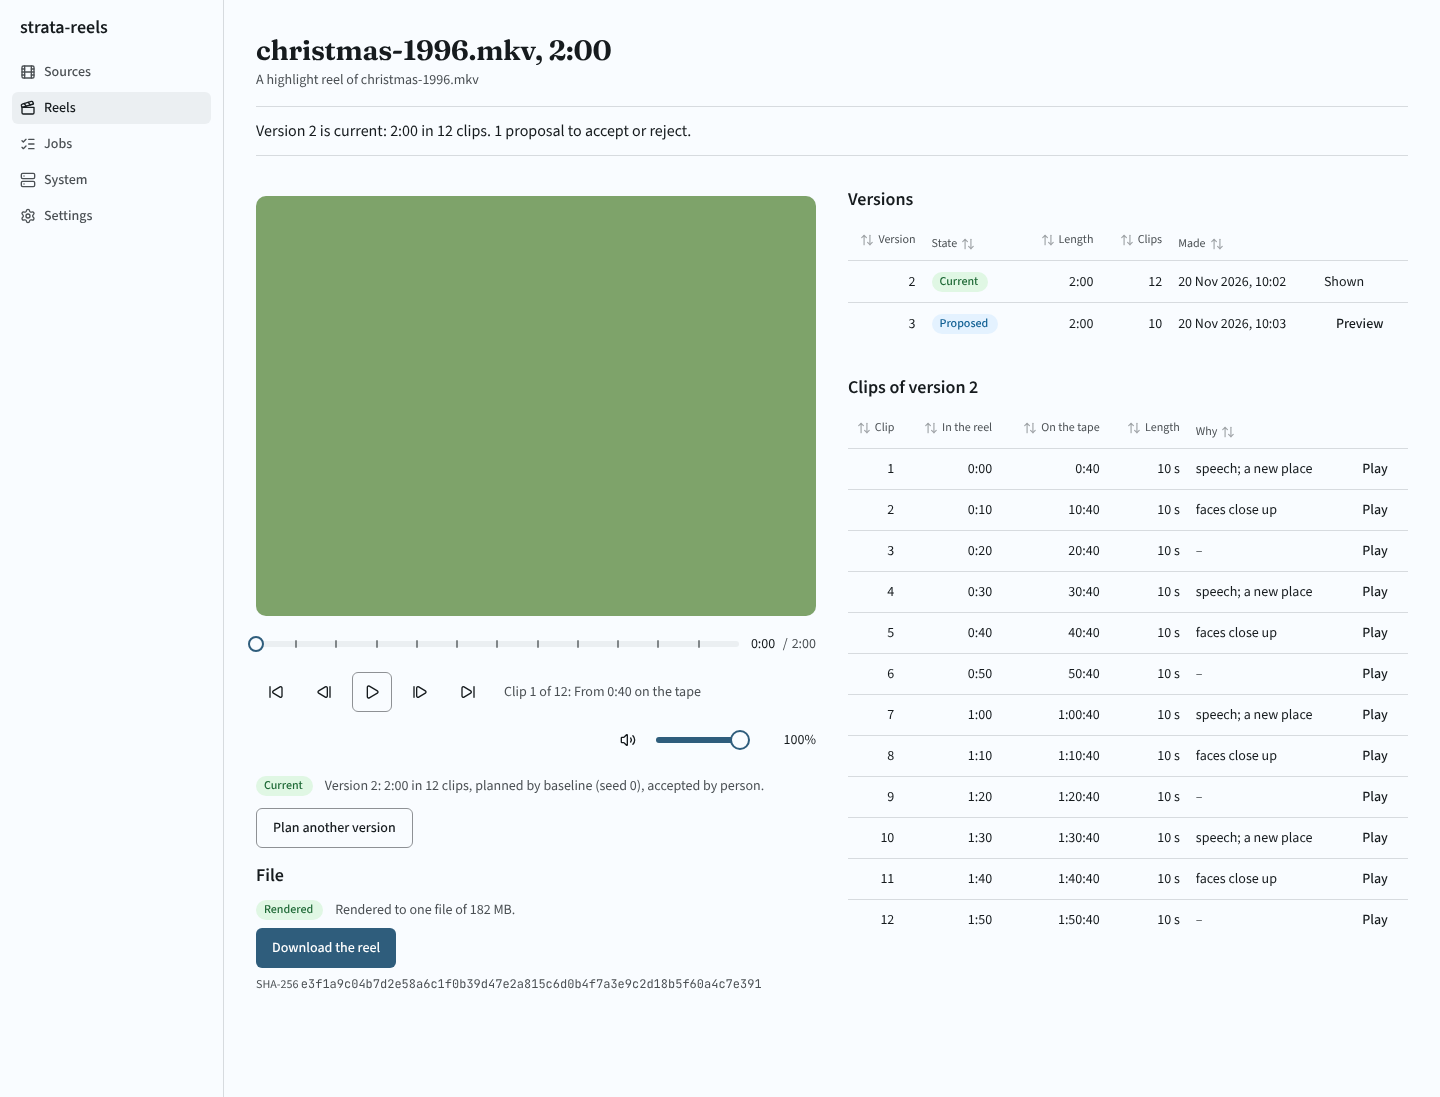 strata-reels
Sources
Reels
Jobs
System
Settings
christmas-1996.mkv, 2:00
A highlight reel of christmas-1996.mkv
Version 2 is current: 2:00 in 12 clips. 1 proposal to accept or reject.
0:00 / 2:00
Clip 1 of 12: From 0:40 on the tape
100%
Current Version 2: 2:00 in 12 clips, planned by baseline (seed 0), accepted by person.
Plan another version
File
Rendered Rendered to one file of 182 MB.
Download the reel
SHA-256 e3f1a9c04b7d2e58a6c1f0b39d47e2a815c6d0b4f7a3e9c2d18b5f60a4c7e391
Versions
Version State Length Clips Made
2 Current 2:00 12 20 Nov 2026, 10:02 Shown
3 Proposed 2:00 10 20 Nov 2026, 10:03 Preview
Clips of version 2
Clip In the reel On the tape Length Why
1 0:00 0:40 10 s speech; a new place Play
2 0:10 10:40 10 s faces close up Play
3 0:20 20:40 10 s – Play
4 0:30 30:40 10 s speech; a new place Play
5 0:40 40:40 10 s faces close up Play
6 0:50 50:40 10 s – Play
7 1:00 1:00:40 10 s speech; a new place Play
8 1:10 1:10:40 10 s faces close up Play
9 1:20 1:20:40 10 s – Play
10 1:30 1:30:40 10 s speech; a new place Play
11 1:40 1:40:40 10 s faces close up Play
12 1:50 1:50:40 10 s – Play